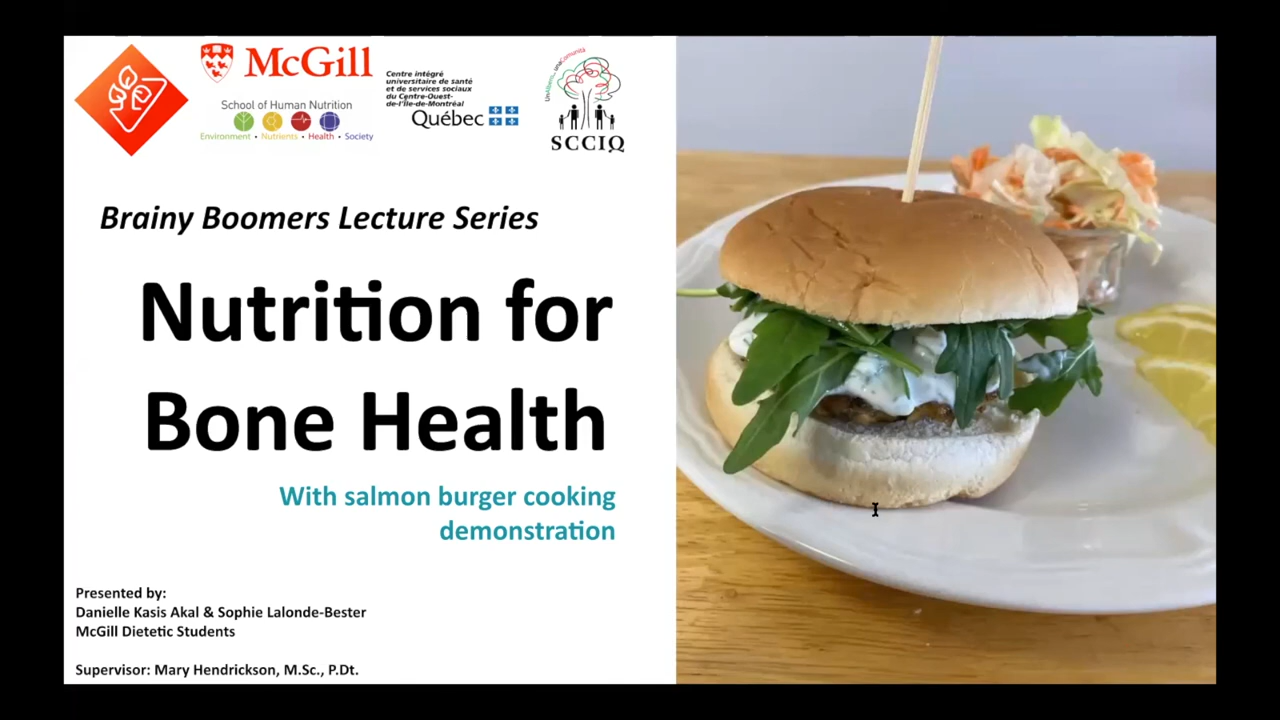 McGill
School of Human Nutrition
Environment • Nutrients • Health • Society
Centre intégré
universitaire de santé
et de services sociaux
du Centre-Ouest-
de-l'Île-de-Montréal
Québec
UnAlbero... unaComunità
SCCIQ
Brainy Boomers Lecture Series
Nutrition for
Bone Health
With salmon burger cooking
demonstration
Presented by:
Danielle Kasis Akal & Sophie Lalonde-Bester
McGill Dietetic Students
Supervisor: Mary Hendrickson, M.Sc., P.Dt.